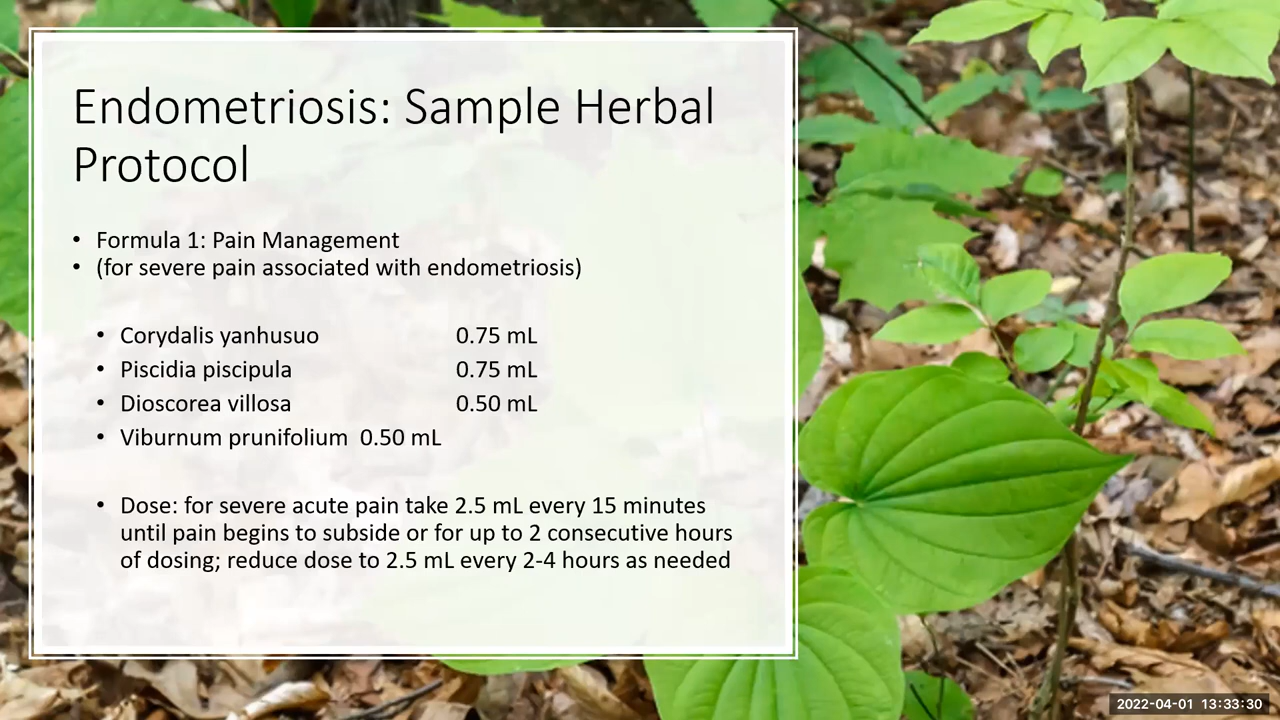 Endometriosis: Sample Herbal
Protocol
• Formula 1: Pain Management
• (for severe pain associated with endometriosis)
• Corydalis yanhusuo 0.75 mL
• Piscidia piscipula 0.75 mL
• Dioscorea villosa 0.50 mL
• Viburnum prunifolium 0.50 mL
• Dose: for severe acute pain take 2.5 mL every 15 minutes
until pain begins to subside or for up to 2 consecutive hours
of dosing; reduce dose to 2.5 mL every 2-4 hours as needed
2022-04-01 13:33:30